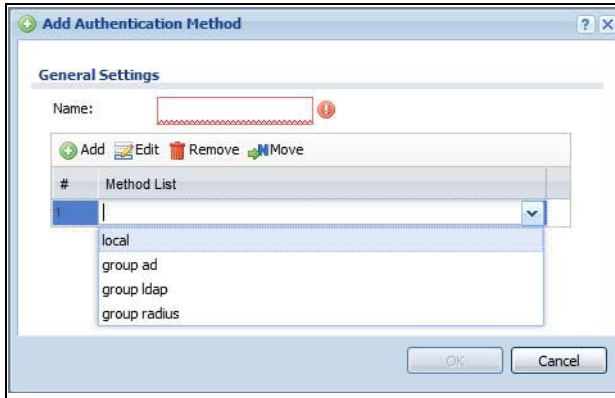 Add Authentication Method
General Settings
Name:
Add Edit Remove Move
# Method List
1
local
group ad
group ldap
group radius
OK Cancel